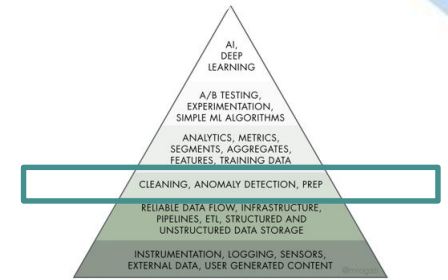 AI,
DEEP
LEARNING
A/B TESTING,
EXPERIMENTATION,
SIMPLE ML ALGORITHMS
ANALYTICS, METRICS,
SEGMENTS, AGGREGATES,
FEATURES, TRAINING DATA
CLEANING, ANOMALY DETECTION, PREP
RELIABLE DATA FLOW, INFRASTRUCTURE,
PIPELINES, ETL, STRUCTURED AND
UNSTRUCTURED DATA STORAGE
INSTRUMENTATION, LOGGING, SENSORS,
EXTERNAL DATA, USER GENERATED CONTENT